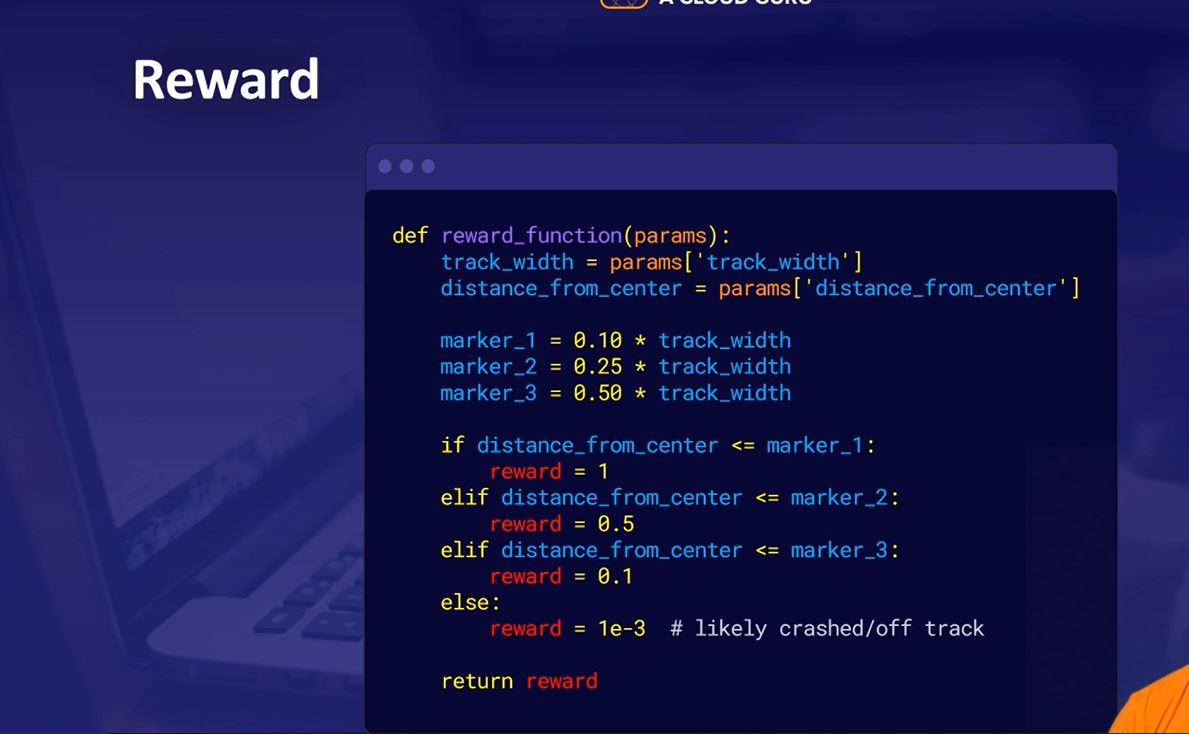 A CLOUD GURU
Reward
def reward_function(params):
    track_width = params['track_width']
    distance_from_center = params['distance_from_center']
    marker_1 = 0.10 * track_width
    marker_2 = 0.25 * track_width
    marker_3 = 0.50 * track_width
    if distance_from_center <= marker_1:
        reward = 1
    elif distance_from_center <= marker_2:
        reward = 0.5
    elif distance_from_center <= marker_3:
        reward = 0.1
    else:
        reward = 1e-3  # likely crashed/off track
    return reward